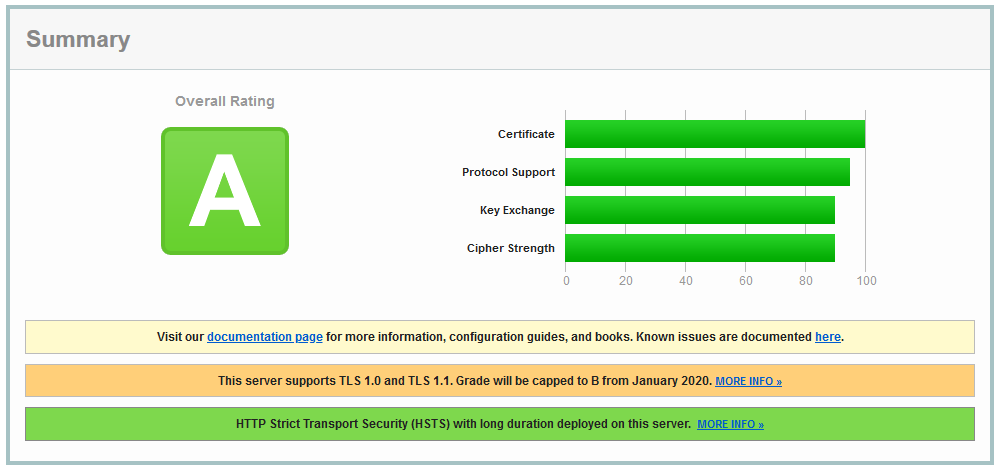 Summary
Overall Rating
A
Certificate
Protocol Support
Key Exchange
Cipher Strength
0 20 40 60 80 100
Visit our documentation page for more information, configuration guides, and books. Known issues are documented here.
This server supports TLS 1.0 and TLS 1.1. Grade will be capped to B from January 2020. MORE INFO »
HTTP Strict Transport Security (HSTS) with long duration deployed on this server. MORE INFO »